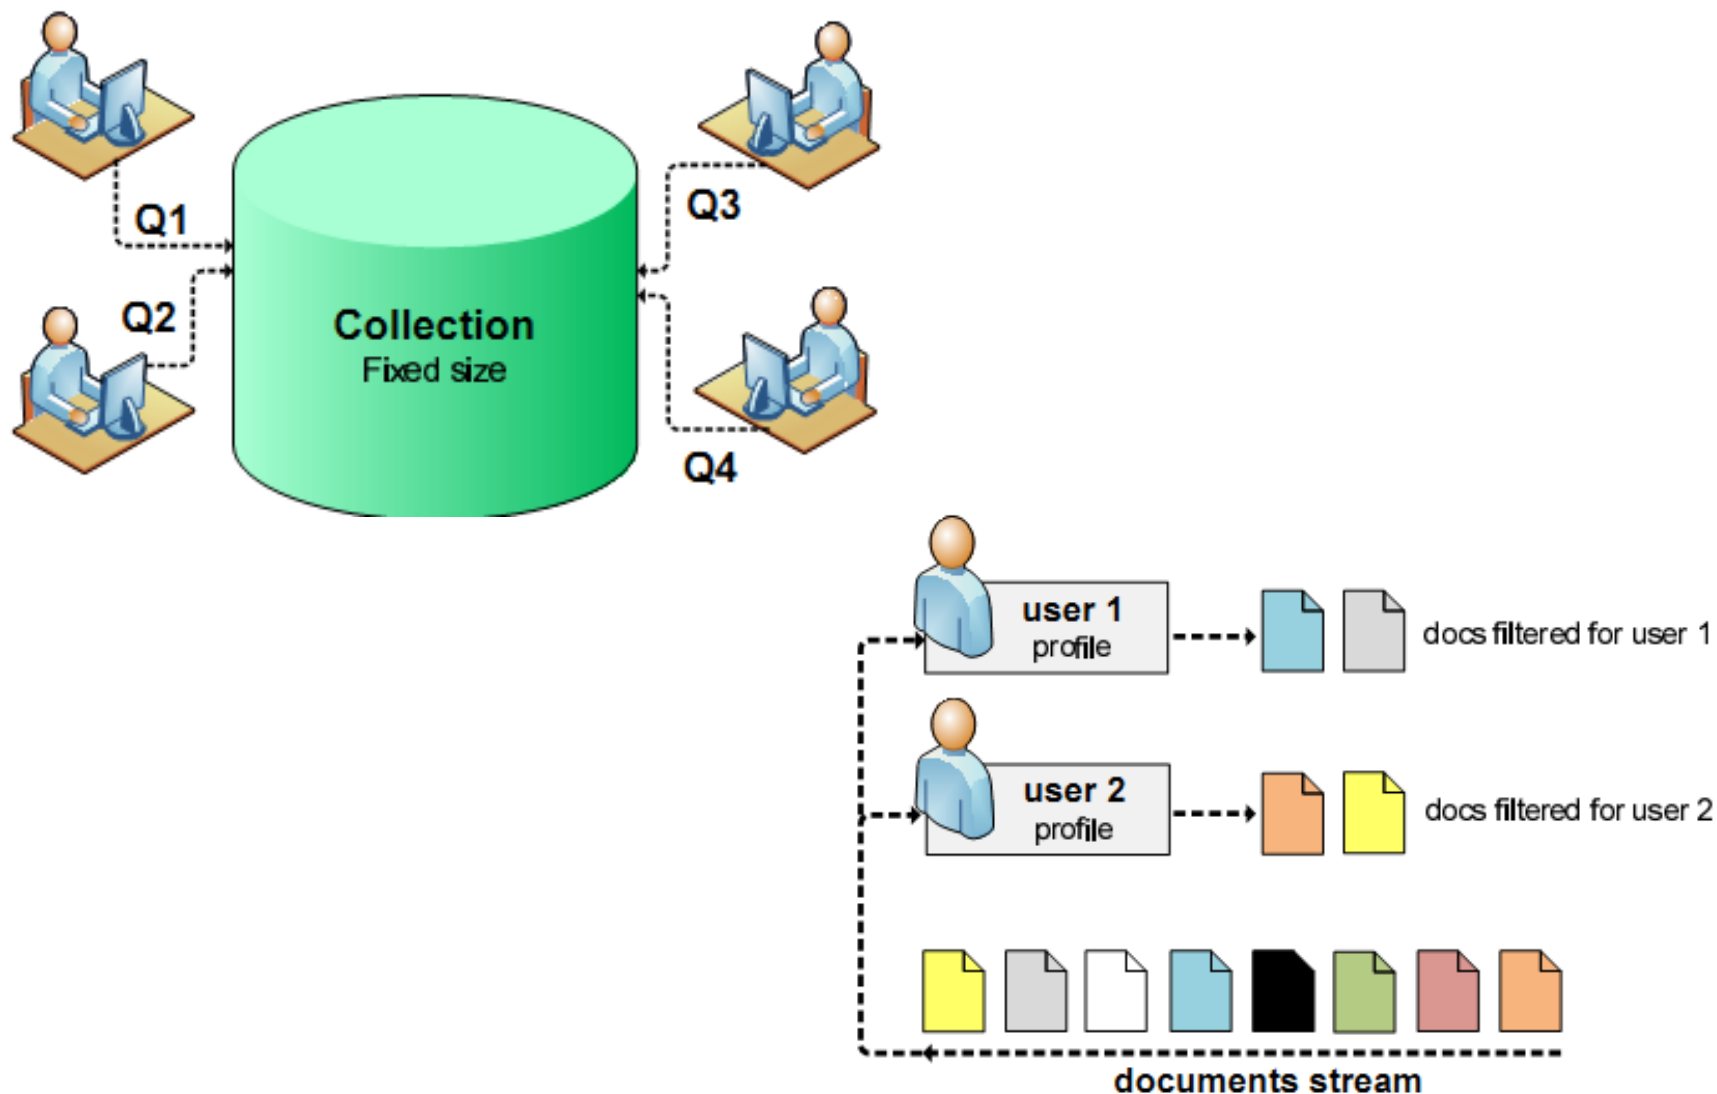 Q1
Q3
Q2
Collection
Fixed size
Q4
user 1
profile
docs filtered for user 1
user 2
profile
docs filtered for user 2
documents stream